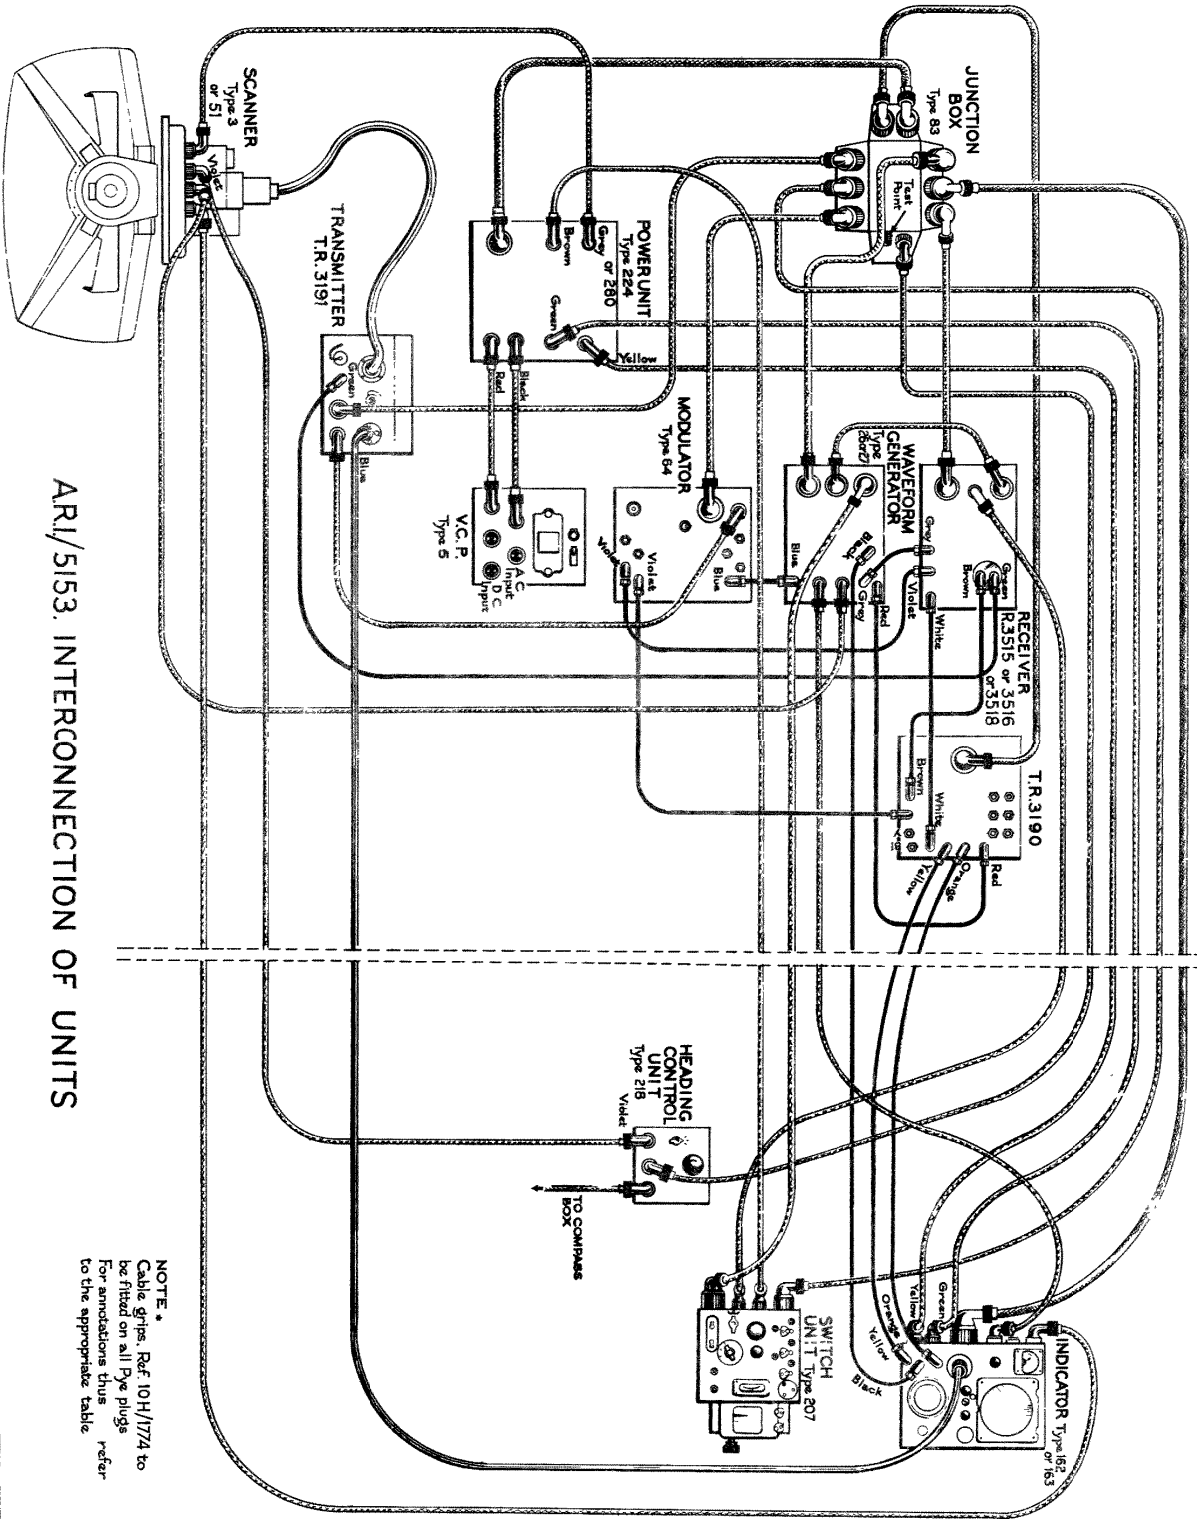 JUNCTION
BOX
Type 83
Test
Point
SCANNER
Type 3
or 51
Violet
TRANSMITTER
T.R.3191
Green
Blue
POWER UNIT
Type 224
or 280
Grey
Brown
Green
Yellow
Red
Black
V.C.P.
Type 5
A C
Input
D C
Input
MODULATOR
Type 64
Violet
Violet
Blue
WAVEFORM
GENERATOR
Type
Blue
Black
Grey
Red
RECEIVER
R.3515 or 3516
or 3518
Grey
Violet
White
Green
Brown
T.R.3190
Brown
White
Yellow
Orange
Red
HEADING
CONTROL
UNIT
Type 218
Violet
TO COMPASS
BOX
SWITCH
UNIT Type 207
INDICATOR Type 162
or 163
Yellow
Green
Orange
Yellow
Black
A.R.I./5153. INTERCONNECTION OF UNITS
NOTE.
Cable grips, Ref. 10H/1774 to
be fitted on all Pye plugs
For annotations thus refer
to the appropriate table